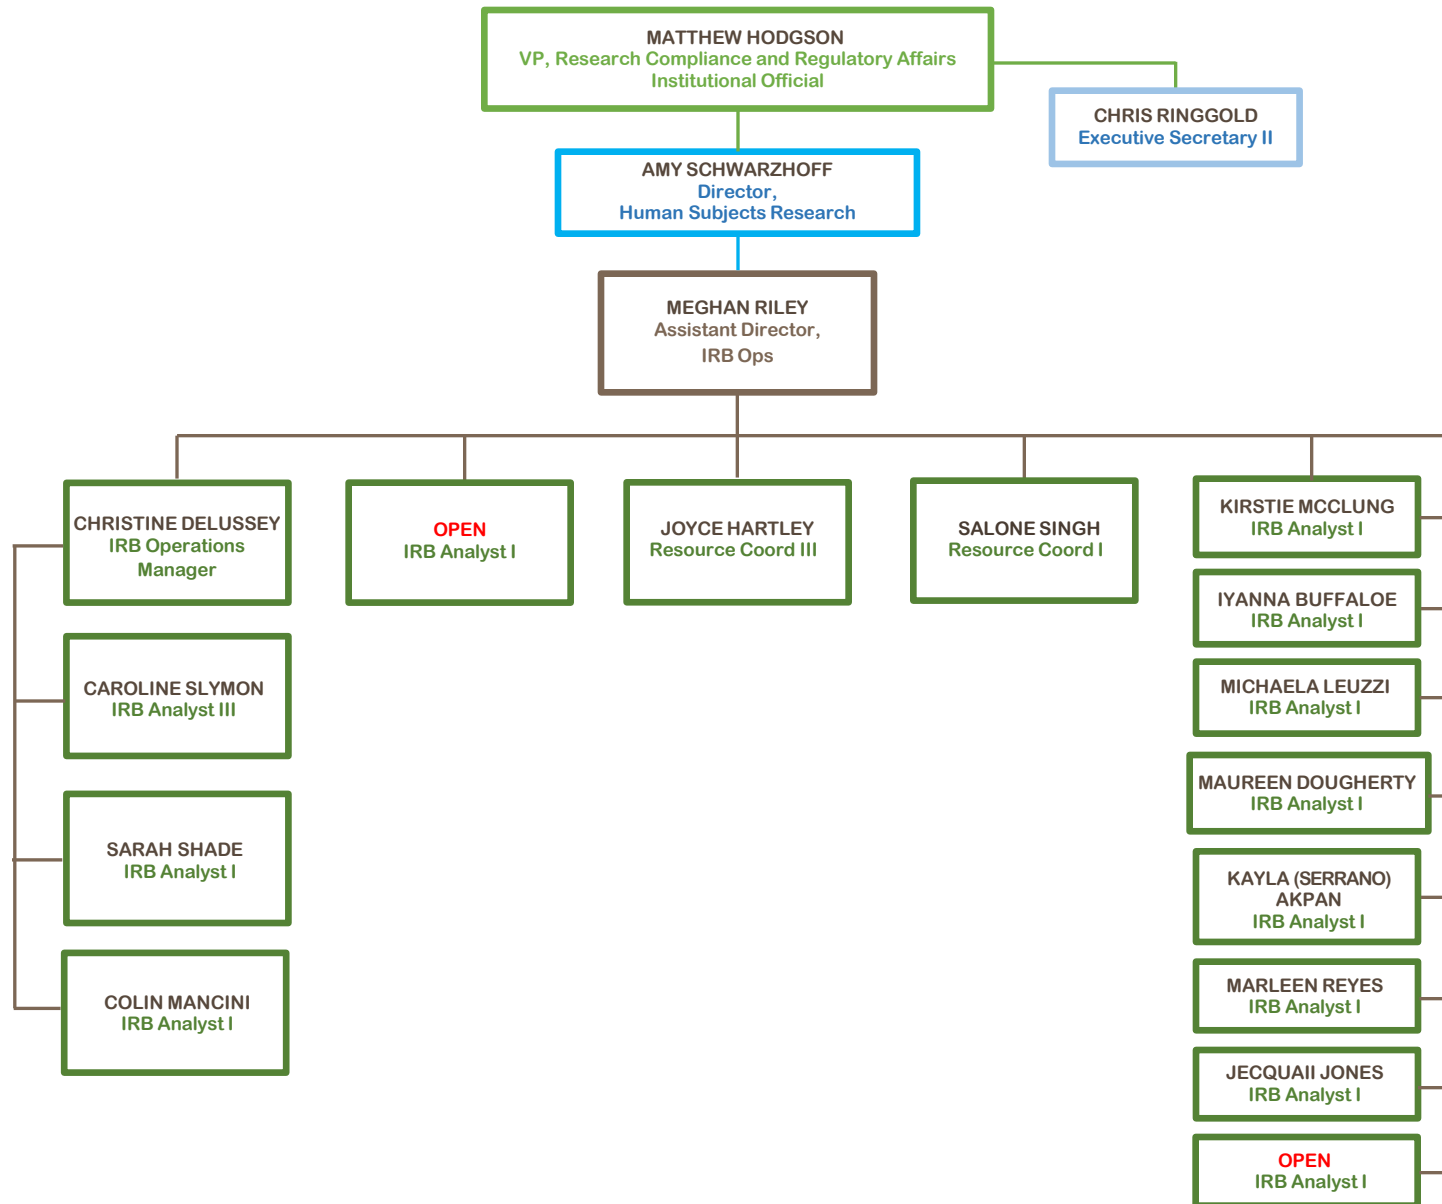 MATTHEW HODGSON
VP, Research Compliance and Regulatory Affairs
Institutional Official
CHRIS RINGGOLD
Executive Secretary II
AMY SCHWARZHOFF
Director,
Human Subjects Research
MEGHAN RILEY
Assistant Director,
IRB Ops
CHRISTINE DELUSSEY
IRB Operations
Manager
OPEN
IRB Analyst I
JOYCE HARTLEY
Resource Coord III
SALONE SINGH
Resource Coord I
KIRSTIE MCCLUNG
IRB Analyst I
IYANNA BUFFALOE
IRB Analyst I
CAROLINE SLYMON
IRB Analyst III
MICHAELA LEUZZI
IRB Analyst I
MAUREEN DOUGHERTY
IRB Analyst I
SARAH SHADE
IRB Analyst I
KAYLA (SERRANO)
AKPAN
IRB Analyst I
COLIN MANCINI
IRB Analyst I
MARLEEN REYES
IRB Analyst I
JECQUAII JONES
IRB Analyst I
OPEN
IRB Analyst I